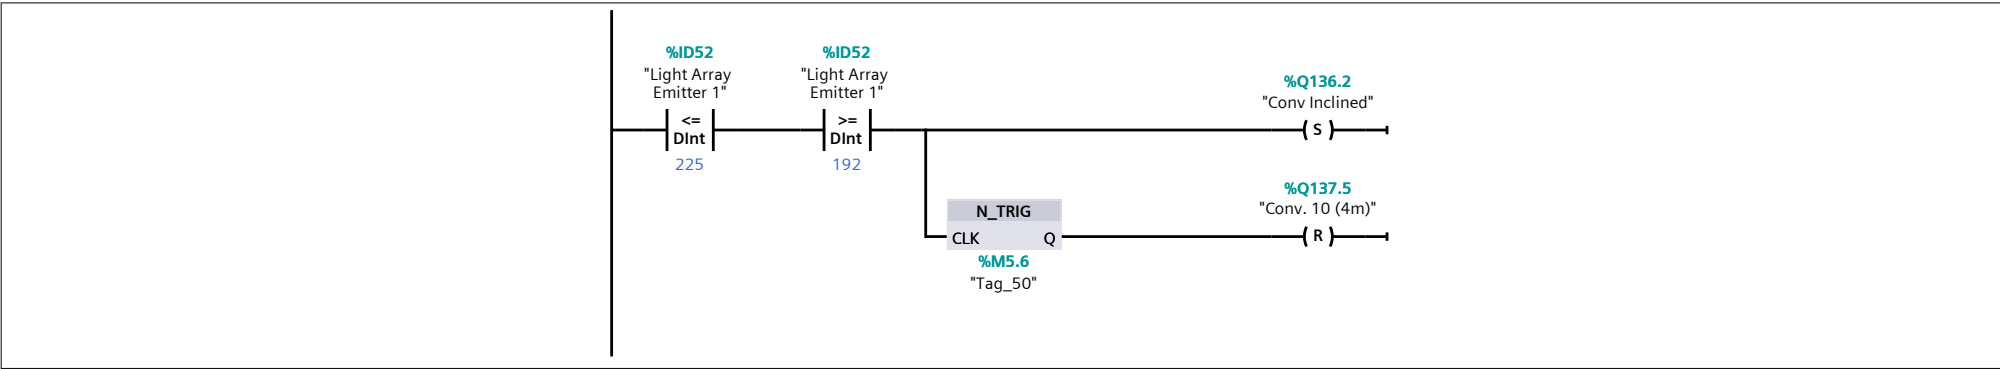 %ID52
"Light Array
Emitter 1"
<=
DInt
225
%ID52
"Light Array
Emitter 1"
>=
DInt
192
%Q136.2
"Conv Inclined"
S
N_TRIG
CLK Q
%M5.6
"Tag_50"
%Q137.5
"Conv. 10 (4m)"
R